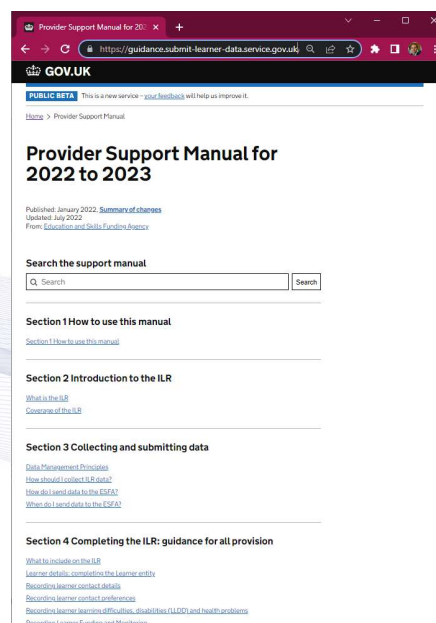 Provider Support Manual for 202
https://guidance.submit-learner-data.service.gov.uk
GOV.UK
PUBLIC BETA This is a new service - your feedback will help us improve it.
Home > Provider Support Manual
Provider Support Manual for
2022 to 2023
Published: January 2022, Summary of changes
Updated: July 2022
From: Education and Skills Funding Agency
Search the support manual
Search Search
Section 1 How to use this manual
Section 1 How to use this manual
Section 2 Introduction to the ILR
What is the ILR
Coverage of the ILR
Section 3 Collecting and submitting data
Data Management Principles
How should I collect ILR data?
How do I send data to the ESFA?
When do I send data to the ESFA?
Section 4 Completing the ILR: guidance for all provision
What to include on the ILR
Learner details: completing the Learner entity
Recording learner contact details
Recording learner contact preferences
Recording learner learning difficulties, disabilities (LLDD) and health problems
Recording Learner Funding and Monitoring